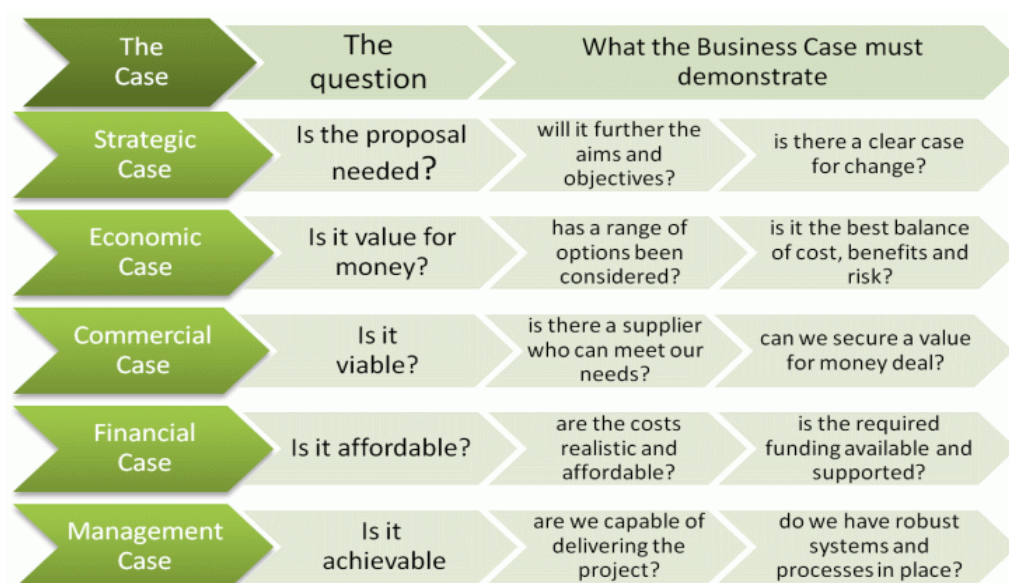 The
Case
The
question
What the Business Case must
demonstrate
Strategic
Case
Is the proposal
needed?
will it further the
aims and
objectives?
is there a clear case
for change?
Economic
Case
Is it value for
money?
has a range of
options been
considered?
is it the best balance
of cost, benefits and
risk?
Commercial
Case
Is it
viable?
is there a supplier
who can meet our
needs?
can we secure a value
for money deal?
Financial
Case
Is it affordable?
are the costs
realistic and
affordable?
is the required
funding available and
supported?
Management
Case
Is it
achievable
are we capable of
delivering the
project?
do we have robust
systems and
processes in place?